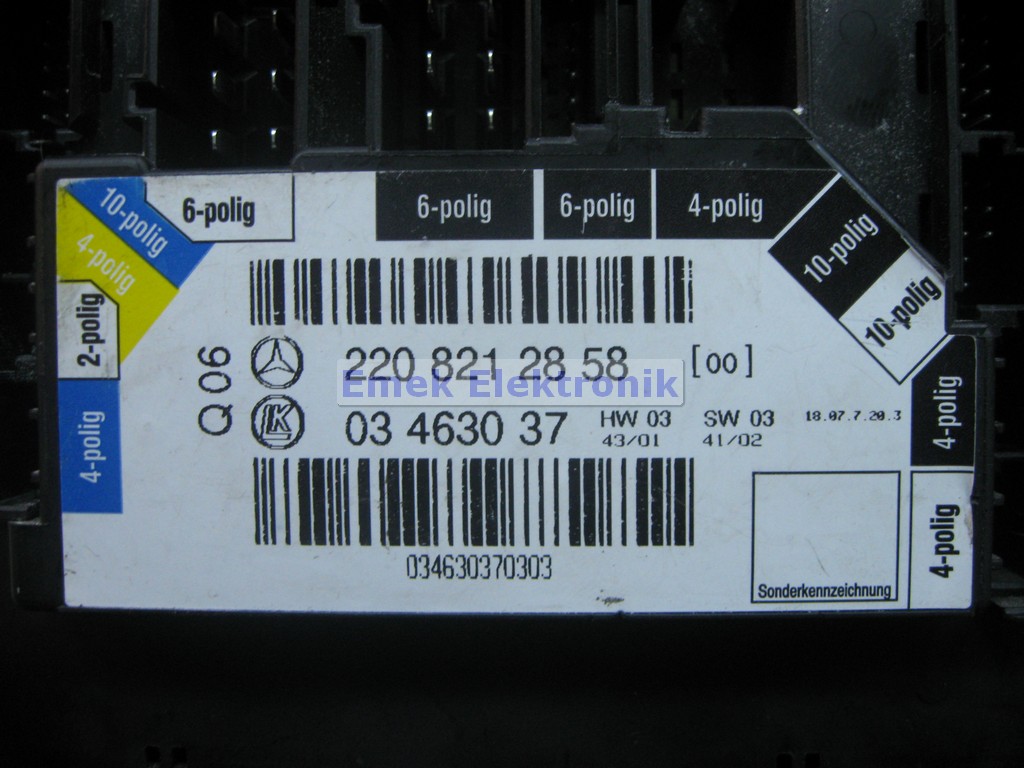 10-polig
4-polig
2-polig
4-polig
6-polig
6-polig
6-polig
4-polig
10-polig
10-polig
4-polig
4-polig
Q 06
220 821 28 58 [00]
Emek Elektronik
LK
03 4630 37 HW 03 SW 03 18.07.7.20.3
43/01 41/02
034630370303
Sonderkennzeichnung